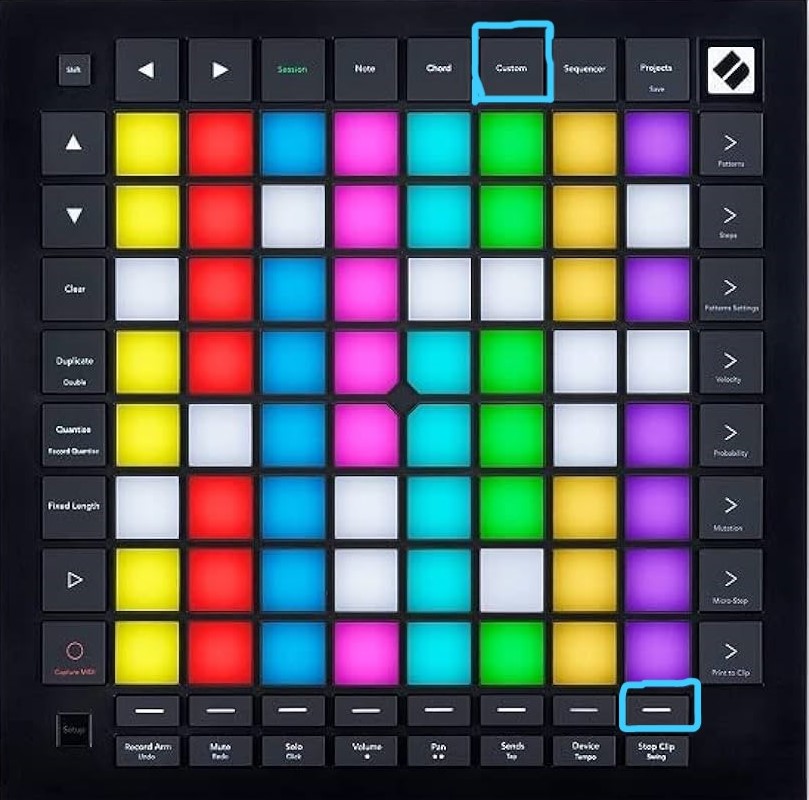 Shift
Session
Note
Chord
Custom
Sequencer
Projects
Save
Patterns
Steps
Clear
Patterns Settings
Duplicate
Double
Velocity
Quantise
Record Quantise
Probability
Fixed Length
Mutation
Micro-Step
Capture MIDI
Print to Clip
Setup
Record Arm
Undo
Mute
Redo
Solo
Click
Volume
Pan
Sends
Tap
Device
Tempo
Stop Clip
Swing